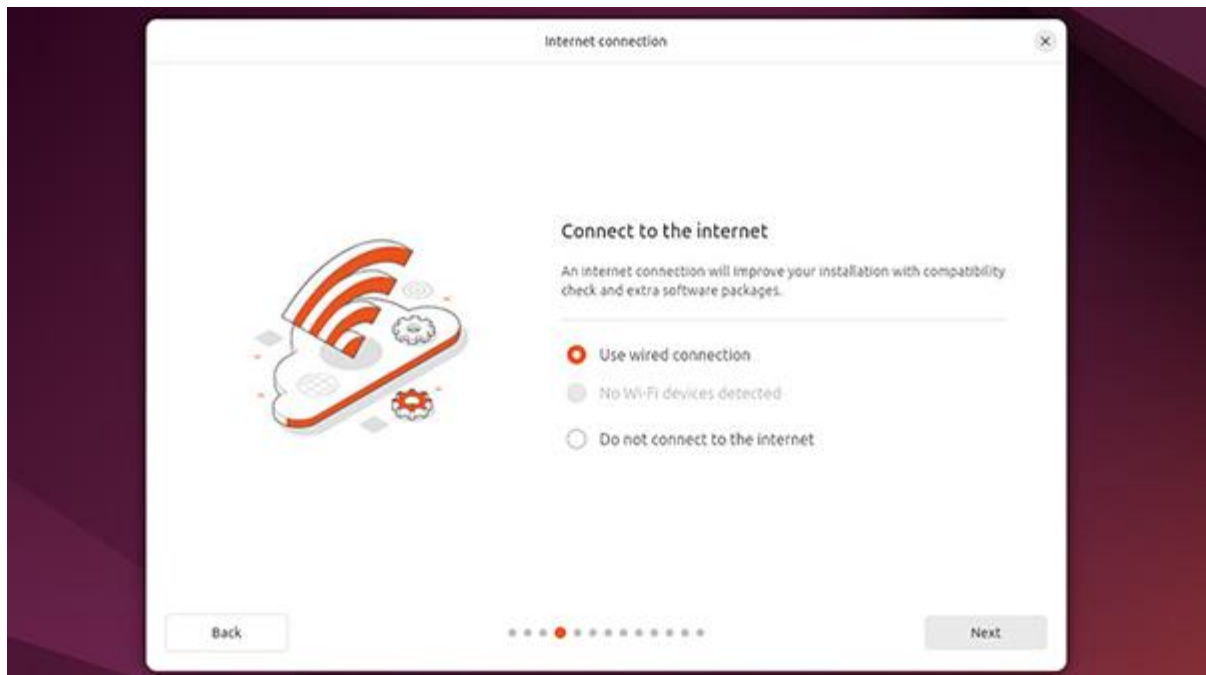 Internet connection
Connect to the internet
An internet connection will improve your installation with compatibility
check and extra software packages.
Use wired connection
No Wi-Fi devices detected
Do not connect to the internet
Back
Next